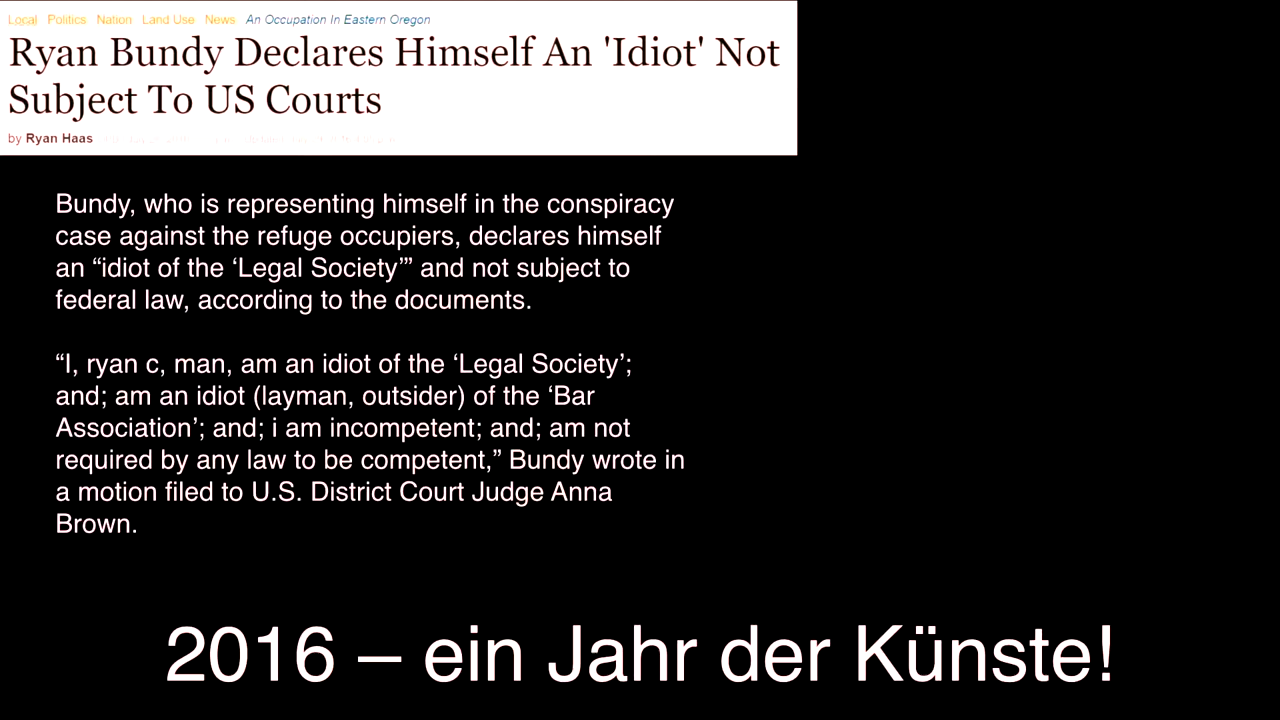 Local Politics Nation Land Use News An Occupation In Eastern Oregon
Ryan Bundy Declares Himself An 'Idiot' Not
Subject To US Courts
by Ryan Haas
Bundy, who is representing himself in the conspiracy
case against the refuge occupiers, declares himself
an “idiot of the ‘Legal Society’” and not subject to
federal law, according to the documents.
“I, ryan c, man, am an idiot of the ‘Legal Society’;
and; am an idiot (layman, outsider) of the ‘Bar
Association’; and; i am incompetent; and; am not
required by any law to be competent,” Bundy wrote in
a motion filed to U.S. District Court Judge Anna
Brown.
2016 – ein Jahr der Künste!